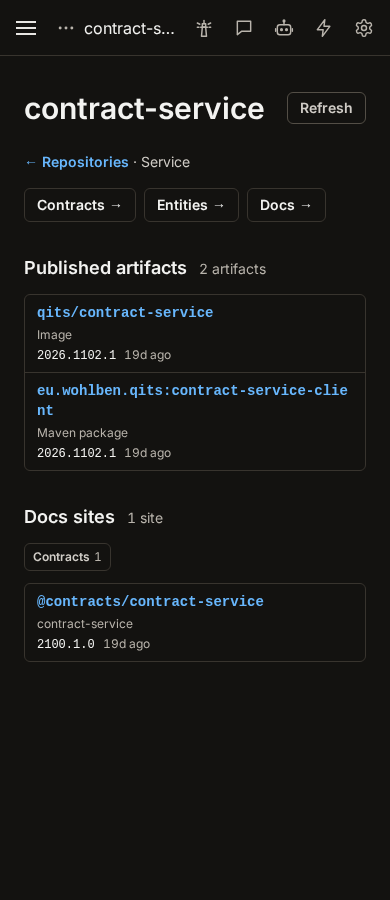 contract-s...
contract-service
Refresh
← Repositories · Service
Contracts →
Entities →
Docs →
Published artifacts 2 artifacts
qits/contract-service
Image
2026.1102.1 19d ago
eu.wohlben.qits:contract-service-clie
nt
Maven package
2026.1102.1 19d ago
Docs sites 1 site
Contracts 1
@contracts/contract-service
contract-service
2100.1.0 19d ago